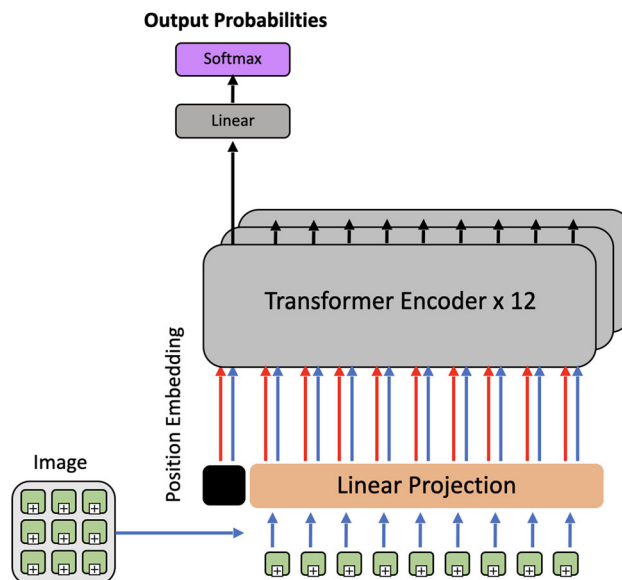 Output Probabilities
Softmax
Linear
Transformer Encoder x 12
Position Embedding
Image
Linear Projection